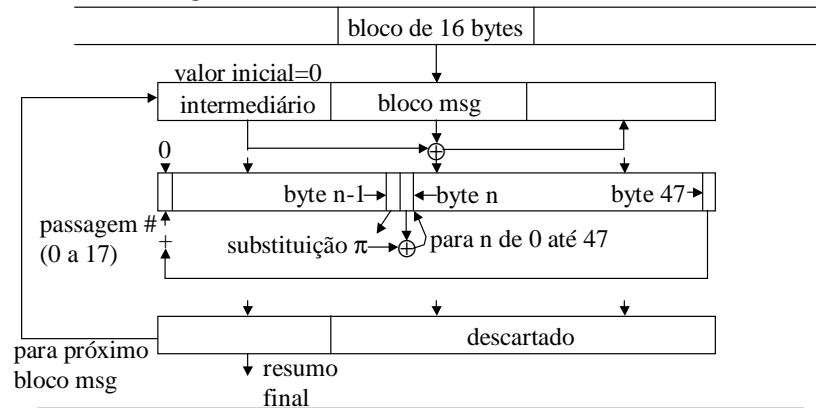 bloco de 16 bytes
valor inicial=0
intermediário
bloco msg
0
byte n-1
byte n
byte 47
passagem #
(0 a 17)
+
substituição π
para n de 0 até 47
descartado
para próximo
bloco msg
resumo
final